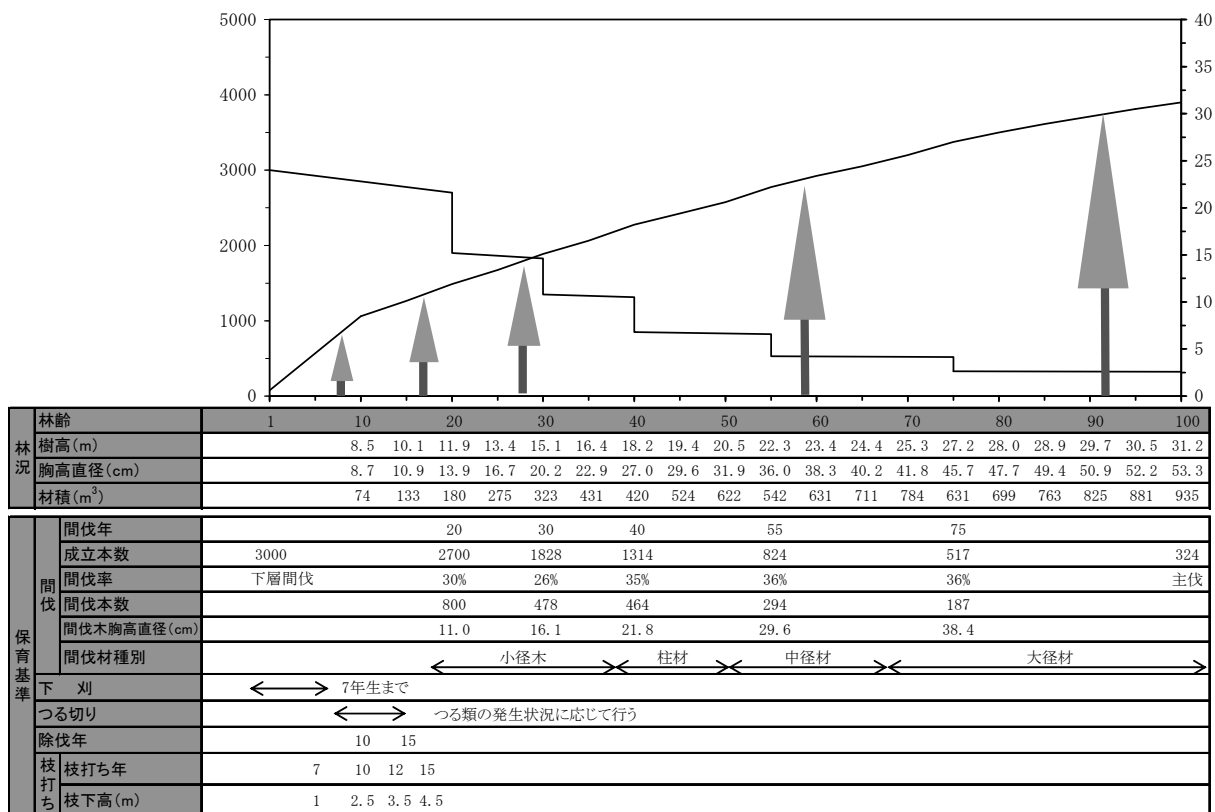 5000
4000
3000
2000
1000
0
40
35
30
25
20
15
10
5
0
林況
林齢 1 10 20 30 40 50 60 70 80 90 100
樹高(m) 8.5 10.1 11.9 13.4 15.1 16.4 18.2 19.4 20.5 22.3 23.4 24.4 25.3 27.2 28.0 28.9 29.7 30.5 31.2
胸高直径(cm) 8.7 10.9 13.9 16.7 20.2 22.9 27.0 29.6 31.9 36.0 38.3 40.2 41.8 45.7 47.7 49.4 50.9 52.2 53.3
材積(m³) 74 133 180 275 323 431 420 524 622 542 631 711 784 631 699 763 825 881 935
保育基準
間伐
間伐年 20 30 40 55 75
成立本数 3000 2700 1828 1314 824 517 324
間伐率 下層間伐 30% 26% 35% 36% 36% 主伐
間伐本数 800 478 464 294 187
間伐木胸高直径(cm) 11.0 16.1 21.8 29.6 38.4
間伐材種別 小径木 柱材 中径材 大径材
下 刈 7年生まで
つる切り つる類の発生状況に応じて行う
除伐年 10 15
枝打ち
枝打ち年 7 10 12 15
枝下高(m) 1 2.5 3.5 4.5